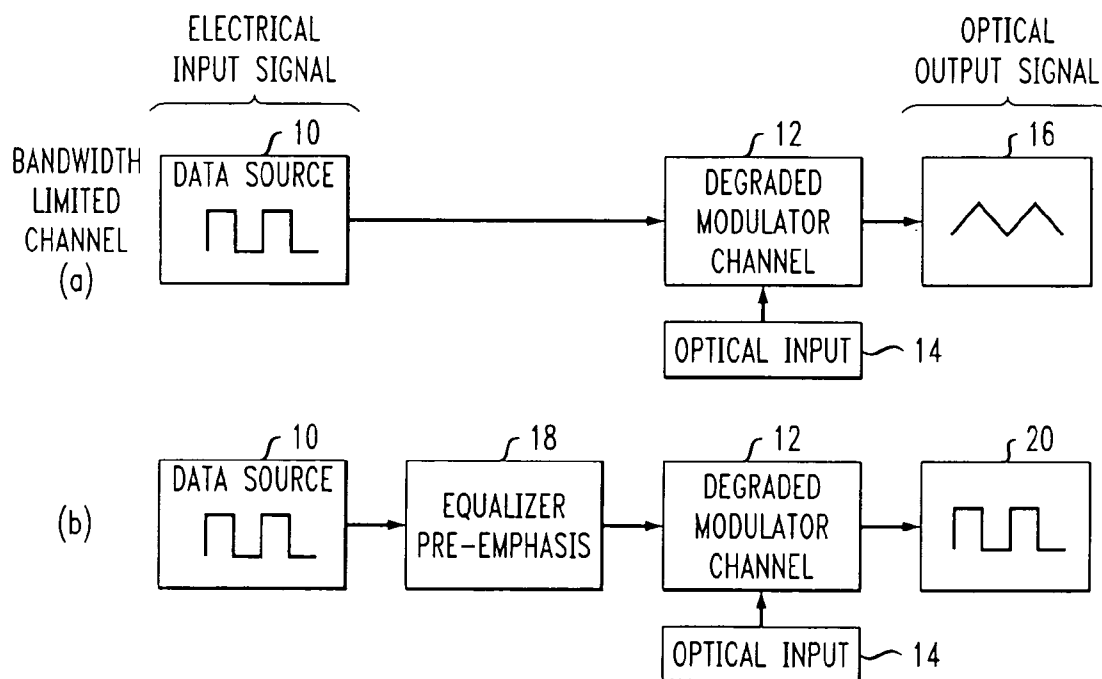 ELECTRICAL
INPUT SIGNAL
OPTICAL
OUTPUT SIGNAL
BANDWIDTH
LIMITED
CHANNEL
(a)
10
DATA SOURCE
12
DEGRADED
MODULATOR
CHANNEL
16
OPTICAL INPUT
14
(b)
10
DATA SOURCE
18
EQUALIZER
PRE-EMPHASIS
12
DEGRADED
MODULATOR
CHANNEL
20
OPTICAL INPUT
14